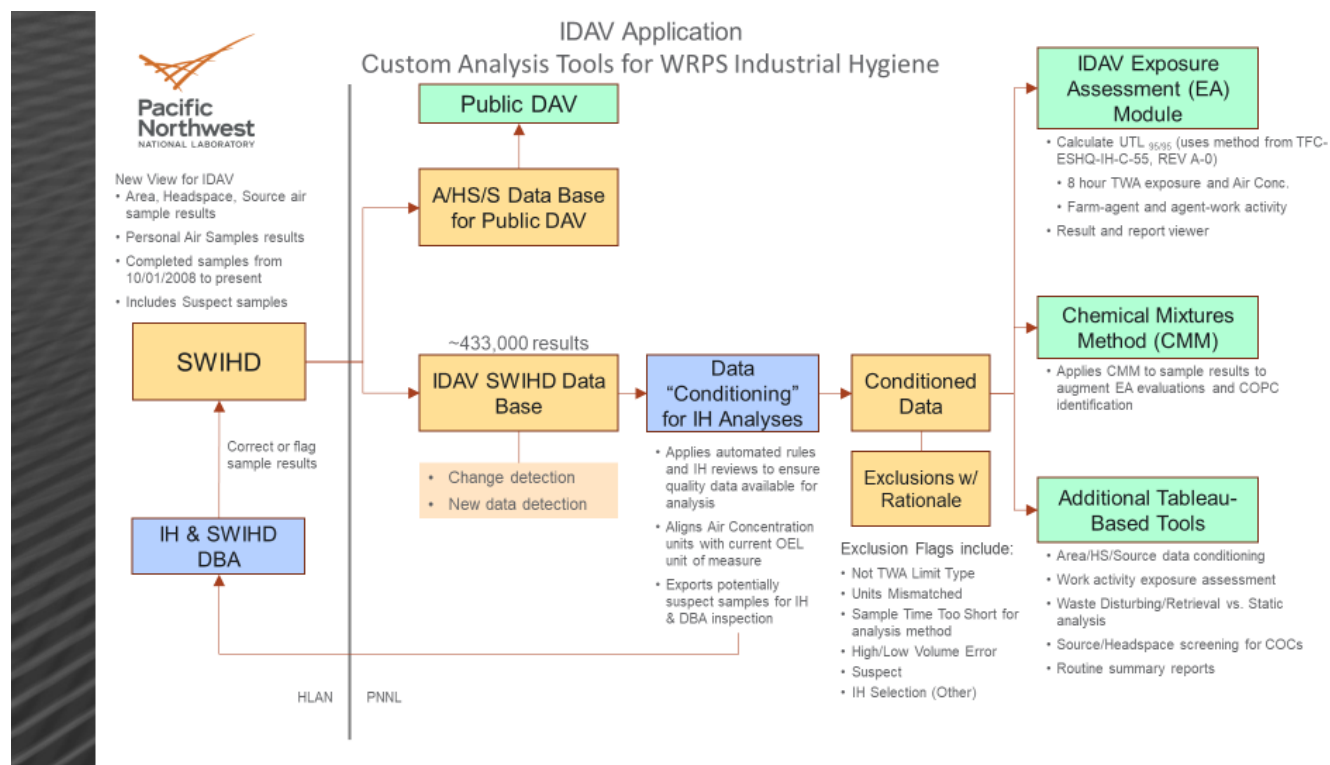 IDAV Application
Custom Analysis Tools for WRPS Industrial Hygiene
Pacific
Northwest
NATIONAL LABORATORY
New View for IDAV
• Area, Headspace, Source air
sample results
• Personal Air Samples results
• Completed samples from
10/01/2008 to present
• Includes Suspect samples
SWIHD
Correct or flag
sample results
IH & SWIHD
DBA
HLAN
PNNL
Public DAV
A/HS/S Data Base
for Public DAV
~433,000 results
IDAV SWIHD Data
Base
• Change detection
• New data detection
Data
“Conditioning”
for IH Analyses
• Applies automated rules
and IH reviews to ensure
quality data available for
analysis
• Aligns Air Concentration
units with current OEL
unit of measure
• Exports potentially
suspect samples for IH
& DBA inspection
Conditioned
Data
Exclusions w/
Rationale
Exclusion Flags include:
• Not TWA Limit Type
• Units Mismatched
• Sample Time Too Short for
analysis method
• High/Low Volume Error
• Suspect
• IH Selection (Other)
IDAV Exposure
Assessment (EA)
Module
• Calculate UTL 95/95 (uses method from TFC-
ESHQ-IH-C-55, REV A-0)
• 8 hour TWA exposure and Air Conc.
• Farm-agent and agent-work activity
• Result and report viewer
Chemical Mixtures
Method (CMM)
• Applies CMM to sample results to
augment EA evaluations and COPC
identification
Additional Tableau-
Based Tools
• Area/HS/Source data conditioning
• Work activity exposure assessment
• Waste Disturbing/Retrieval vs. Static
analysis
• Source/Headspace screening for COCs
• Routine summary reports